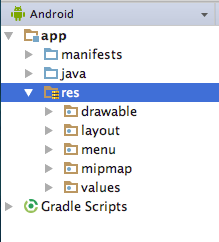 Android
app
manifests
java
res
drawable
layout
menu
mipmap
values
Gradle Scripts